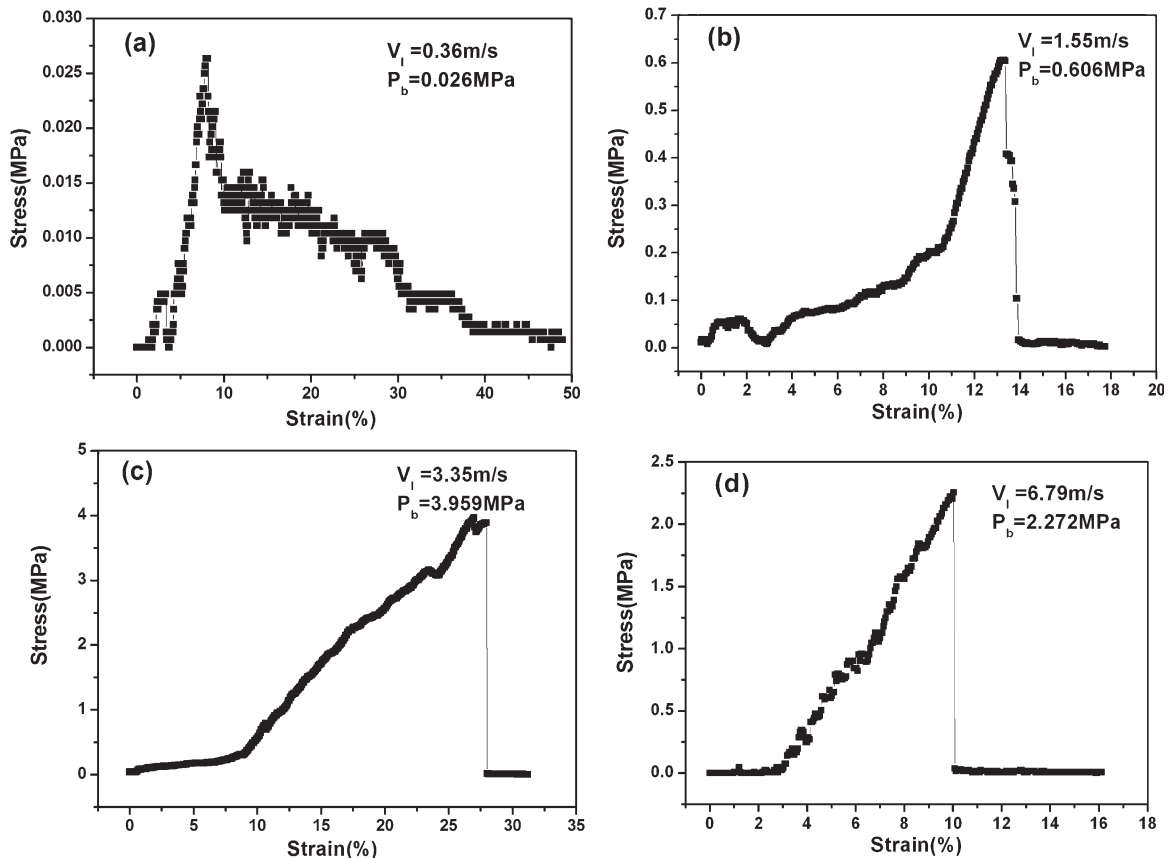 (a)
V_l =0.36m/s
P_b=0.026MPa
0.030
0.025
0.020
0.015
0.010
0.005
0.000
Stress(MPa)
0 10 20 30 40 50
Strain(%)
(b)
V_l =1.55m/s
P_b=0.606MPa
0.7
0.6
0.5
0.4
0.3
0.2
0.1
0.0
Stress(MPa)
0 2 4 6 8 10 12 14 16 18 20
Strain(%)
(c)
V_l =3.35m/s
P_b=3.959MPa
5
4
3
2
1
0
Stress(MPa)
0 5 10 15 20 25 30 35
Strain(%)
(d)
V_l =6.79m/s
P_b=2.272MPa
2.5
2.0
1.5
1.0
0.5
0.0
Stress(MPa)
0 2 4 6 8 10 12 14 16 18
Strain(%)